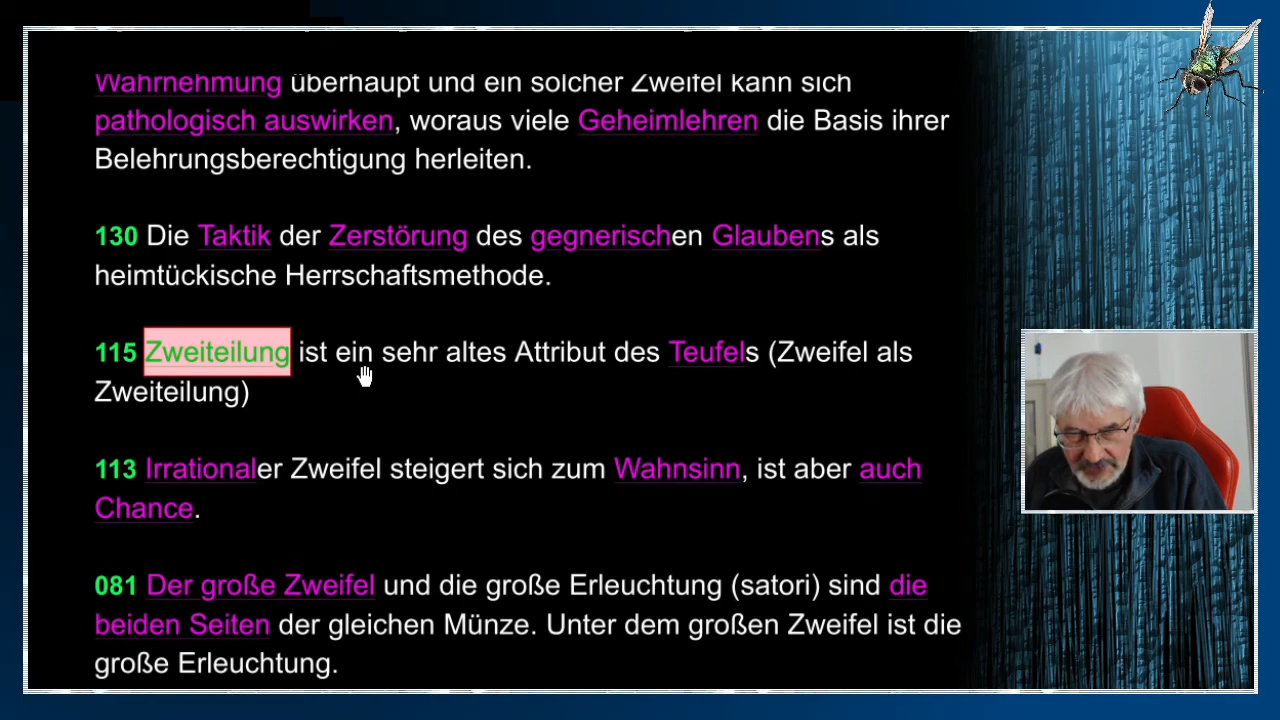 Wahrnehmung überhaupt und ein solcher Zweifel kann sich
pathologisch auswirken, woraus viele Geheimlehren die Basis ihrer
Belehrungsberechtigung herleiten.
130 Die Taktik der Zerstörung des gegnerischen Glaubens als
heimtückische Herrschaftsmethode.
115 Zweiteilung ist ein sehr altes Attribut des Teufels (Zweifel als
Zweiteilung)
113 Irrationaler Zweifel steigert sich zum Wahnsinn, ist aber auch
Chance.
081 Der große Zweifel und die große Erleuchtung (satori) sind die
beiden Seiten der gleichen Münze. Unter dem großen Zweifel ist die
große Erleuchtung.